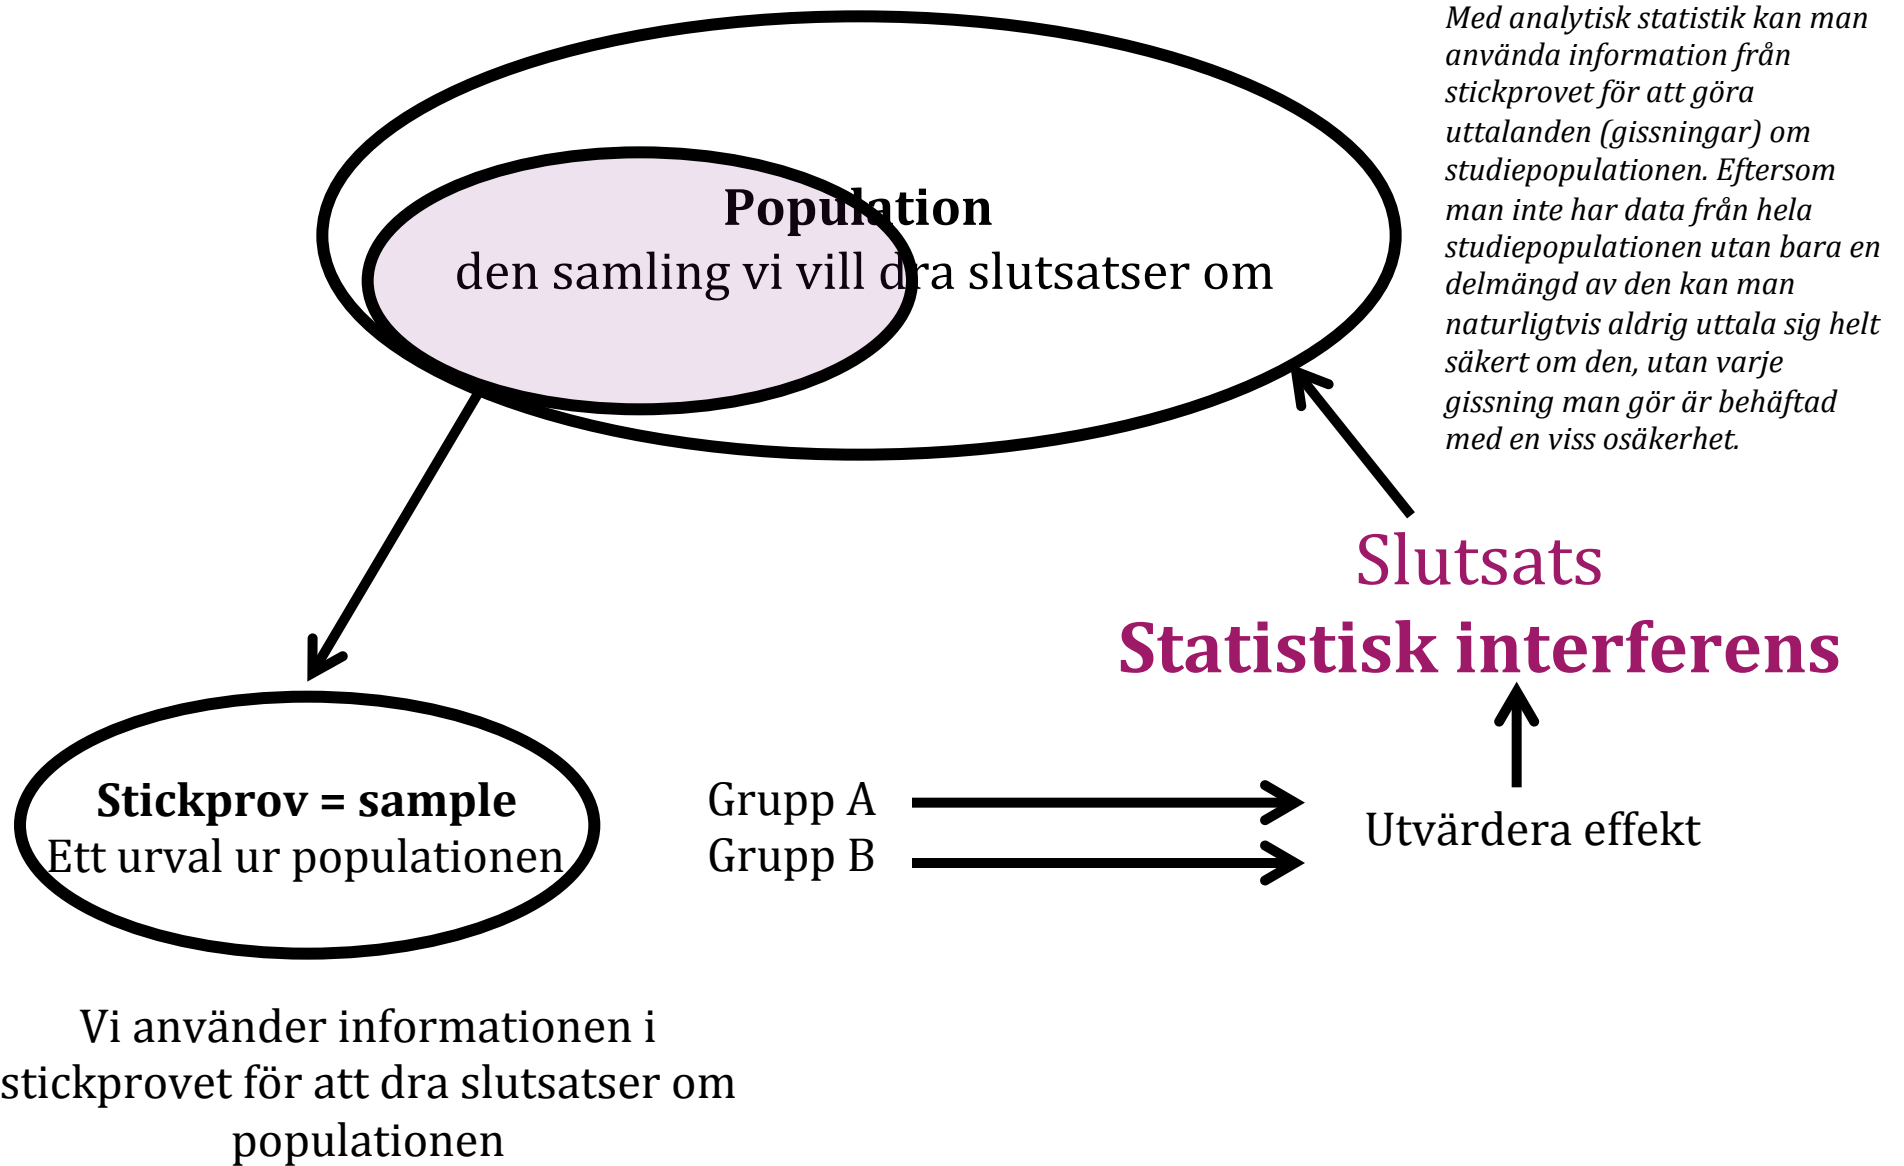 Med analytisk statistik kan man
använda information från
stickprovet för att göra
uttalanden (gissningar) om
studiepopulationen. Eftersom
man inte har data från hela
studiepopulationen utan bara en
delmängd av den kan man
naturligtvis aldrig uttala sig helt
säkert om den, utan varje
gissning man gör är behäftad
med en viss osäkerhet.
Population
den samling vi vill dra slutsatser om
Slutsats
Statistisk interferens
Stickprov = sample
Ett urval ur populationen
Grupp A
Grupp B
Utvärdera effekt
Vi använder informationen i
stickprovet för att dra slutsatser om
populationen